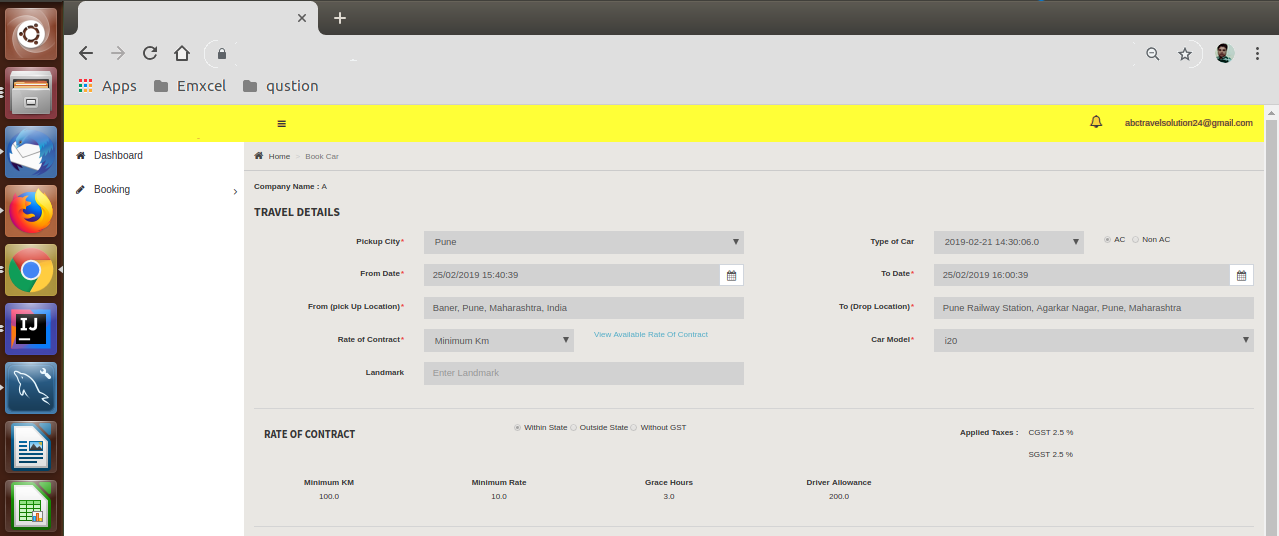 Apps Emxcel qustion
abctravelsolution24@gmail.com
Dashboard
Booking
Home Book Car
Company Name : A
TRAVEL DETAILS
Pickup City* Pune Type of Car 2019-02-21 14:30:06.0 AC Non AC
From Date* 25/02/2019 15:40:39 To Date* 25/02/2019 16:00:39
From (pick Up Location)* Baner, Pune, Maharashtra, India To (Drop Location)* Pune Railway Station, Agarkar Nagar, Pune, Maharashtra
Rate of Contract* Minimum Km View Available Rate Of Contract Car Model* i20
Landmark Enter Landmark
RATE OF CONTRACT Within State Outside State Without GST Applied Taxes : CGST 2.5 %
SGST 2.5 %
Minimum KM Minimum Rate Grace Hours Driver Allowance
100.0 10.0 3.0 200.0
IJ